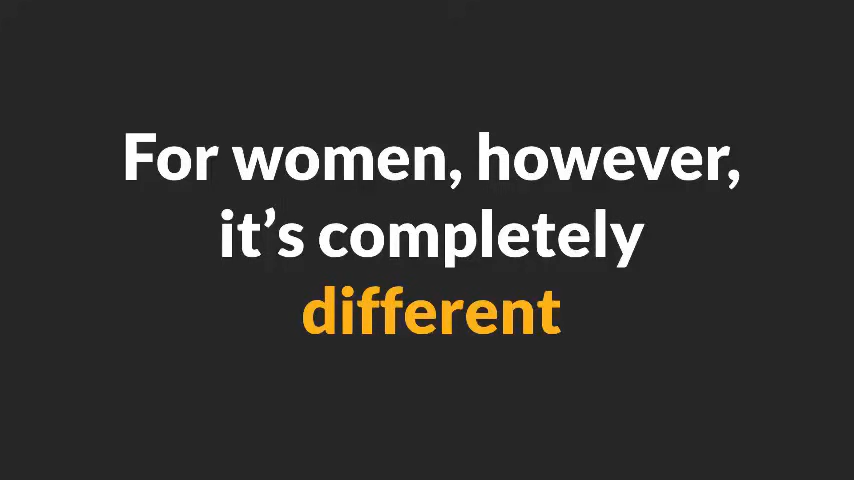 For women, however,
it’s completely
different